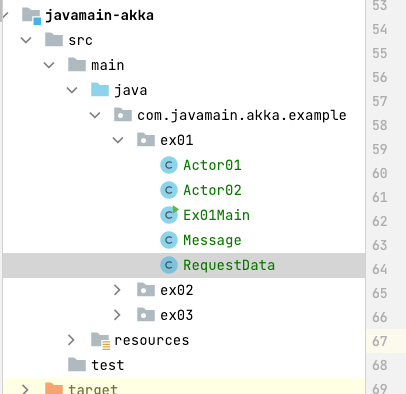 javamain-akka
src
main
java
com.javamain.akka.example
ex01
Actor01
Actor02
Ex01Main
Message
RequestData
ex02
ex03
resources
test
target
53
54
55
56
57
58
59
60
61
62
63
64
65
66
67
68
69